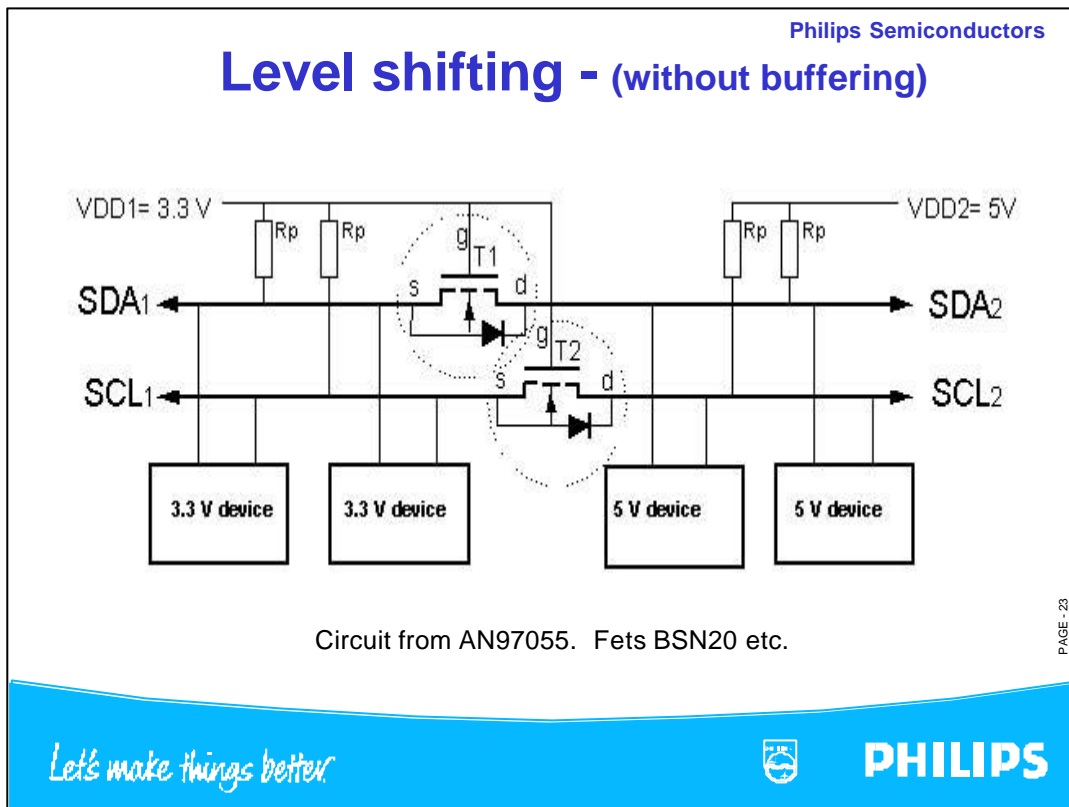 Philips Semiconductors
Level shifting - (without buffering)
VDD1= 3.3 V
VDD2= 5V
Rp
Rp
Rp
Rp
g
T1
s
d
SDA1
SDA2
g
T2
s
d
SCL1
SCL2
3.3 V device
3.3 V device
5 V device
5 V device
Circuit from AN97055. Fets BSN20 etc.
PAGE - 23
Let's make things better.
PHILIPS